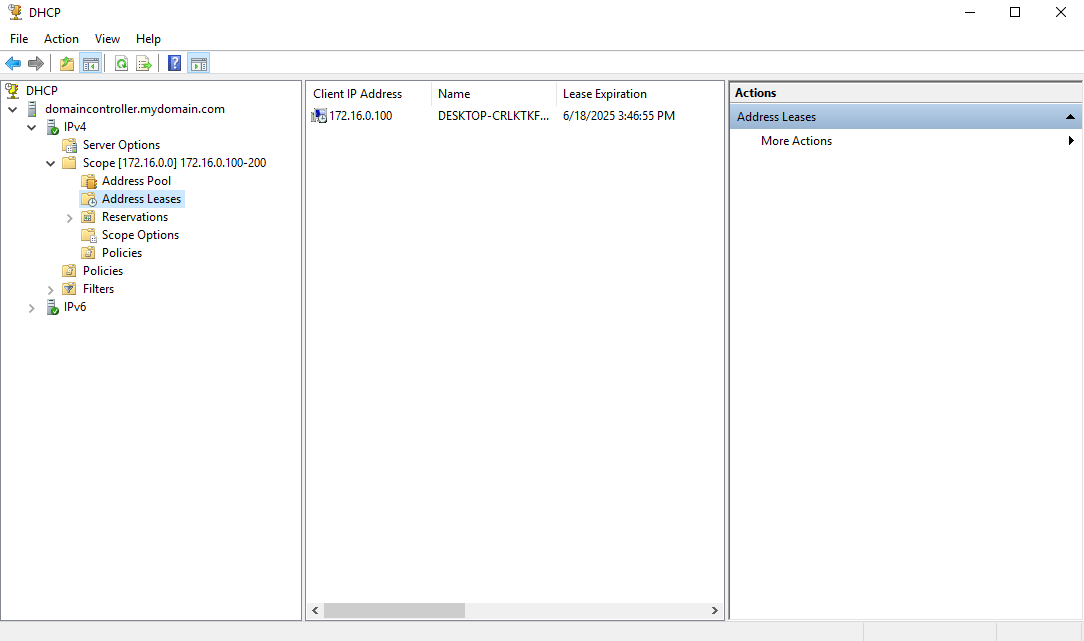 DHCP
File Action View Help
DHCP
domaincontroller.mydomain.com
IPv4
Server Options
Scope [172.16.0.0] 172.16.0.100-200
Address Pool
Address Leases
Reservations
Scope Options
Policies
Policies
Filters
IPv6
Client IP Address Name Lease Expiration
172.16.0.100 DESKTOP-CRLKTKF... 6/18/2025 3:46:55 PM
Actions
Address Leases
More Actions